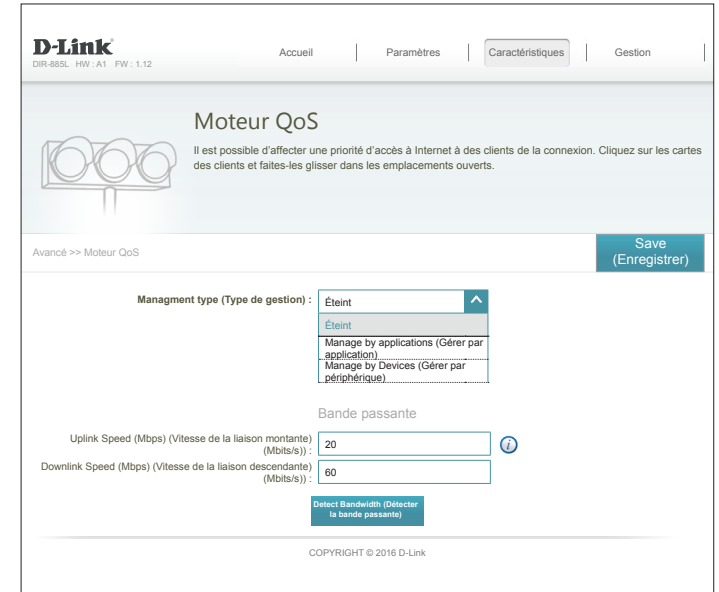 D-Link
DIR-885L HW : A1 FW : 1.12
Accueil
Paramètres
Caractéristiques
Gestion
Moteur QoS
Il est possible d'affecter une priorité d'accès à Internet à des clients de la connexion. Cliquez sur les cartes
des clients et faites-les glisser dans les emplacements ouverts.
Avancé >> Moteur QoS
Save
(Enregistrer)
Managment type (Type de gestion) :
Éteint
Éteint
Manage by applications (Gérer par
application)
Manage by Devices (Gérer par
périphérique)
Bande passante
Uplink Speed (Mbps) (Vitesse de la liaison montante)
(Mbits/s)) :
20
i
Downlink Speed (Mbps) (Vitesse de la liaison descendante)
(Mbits/s)) :
60
Detect Bandwidth (Détecter
la bande passante)
COPYRIGHT © 2016 D-Link